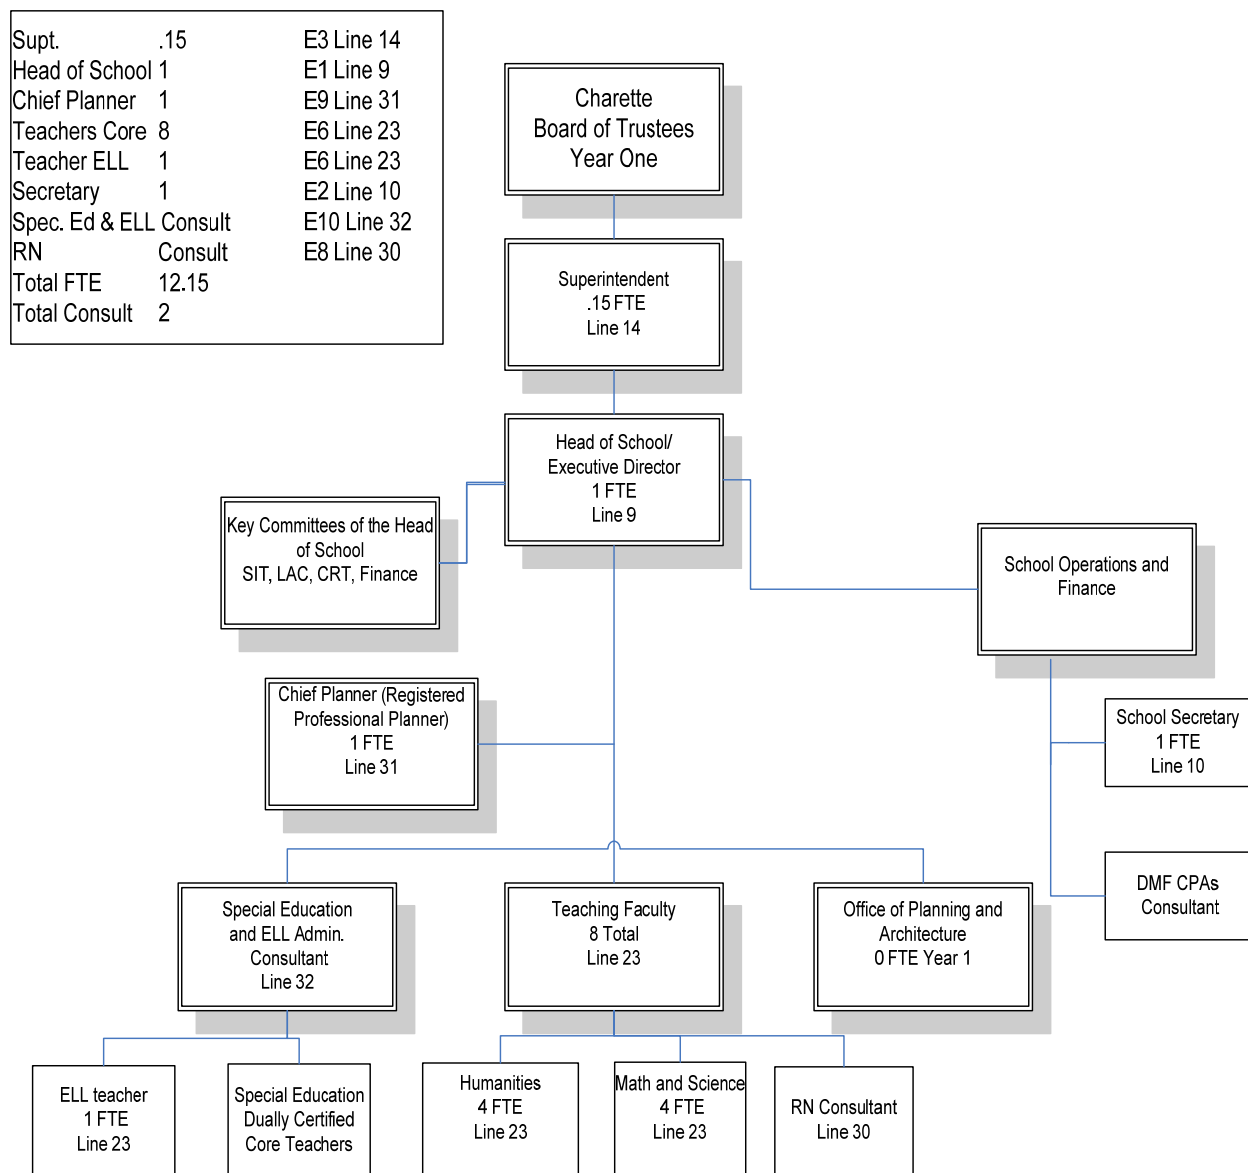 Supt. .15 E3 Line 14
Head of School 1 E1 Line 9
Chief Planner 1 E9 Line 31
Teachers Core 8 E6 Line 23
Teacher ELL 1 E6 Line 23
Secretary 1 E2 Line 10
Spec. Ed & ELL Consult E10 Line 32
RN Consult E8 Line 30
Total FTE 12.15
Total Consult 2
Charette
Board of Trustees
Year One
Superintendent
.15 FTE
Line 14
Head of School/
Executive Director
1 FTE
Line 9
Key Committees of the Head
of School
SIT, LAC, CRT, Finance
School Operations and
Finance
Chief Planner (Registered
Professional Planner)
1 FTE
Line 31
School Secretary
1 FTE
Line 10
DMF CPAs
Consultant
Special Education
and ELL Admin.
Consultant
Line 32
Teaching Faculty
8 Total
Line 23
Office of Planning and
Architecture
0 FTE Year 1
ELL teacher
1 FTE
Line 23
Special Education
Dually Certified
Core Teachers
Humanities
4 FTE
Line 23
Math and Science
4 FTE
Line 23
RN Consultant
Line 30